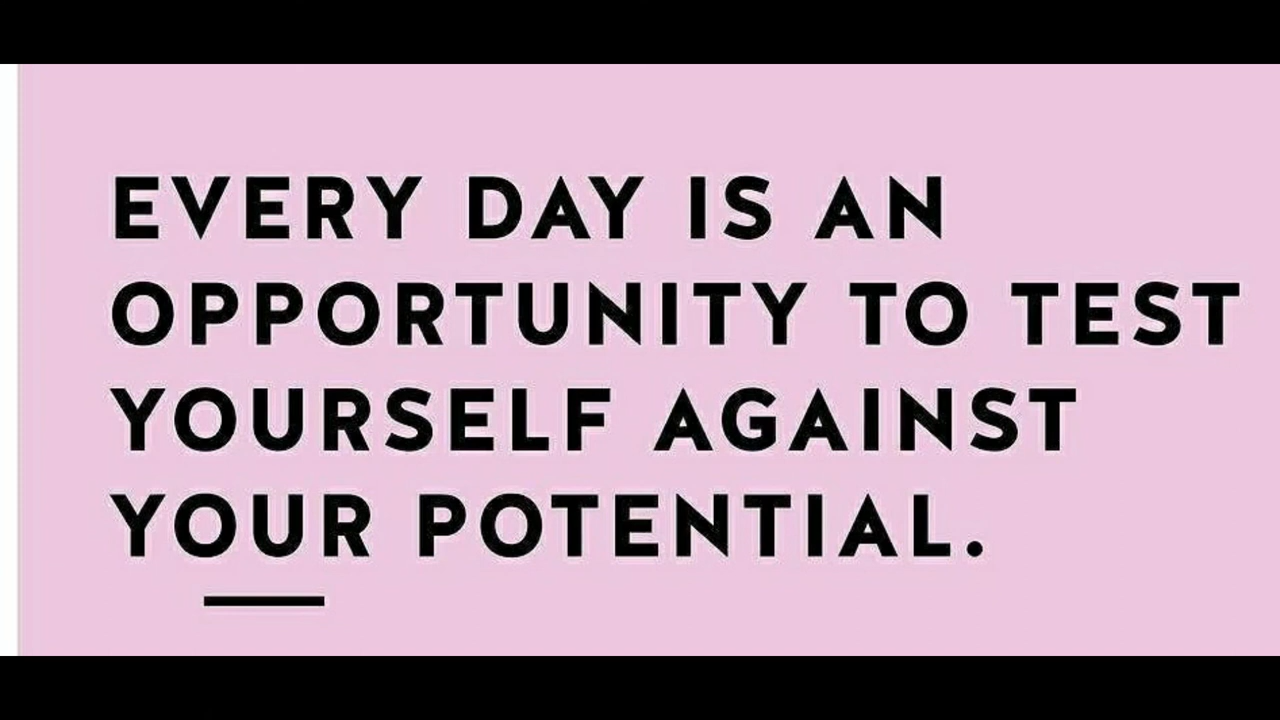 EVERY DAY IS AN
OPPORTUNITY TO TEST
YOURSELF AGAINST
YOUR POTENTIAL.